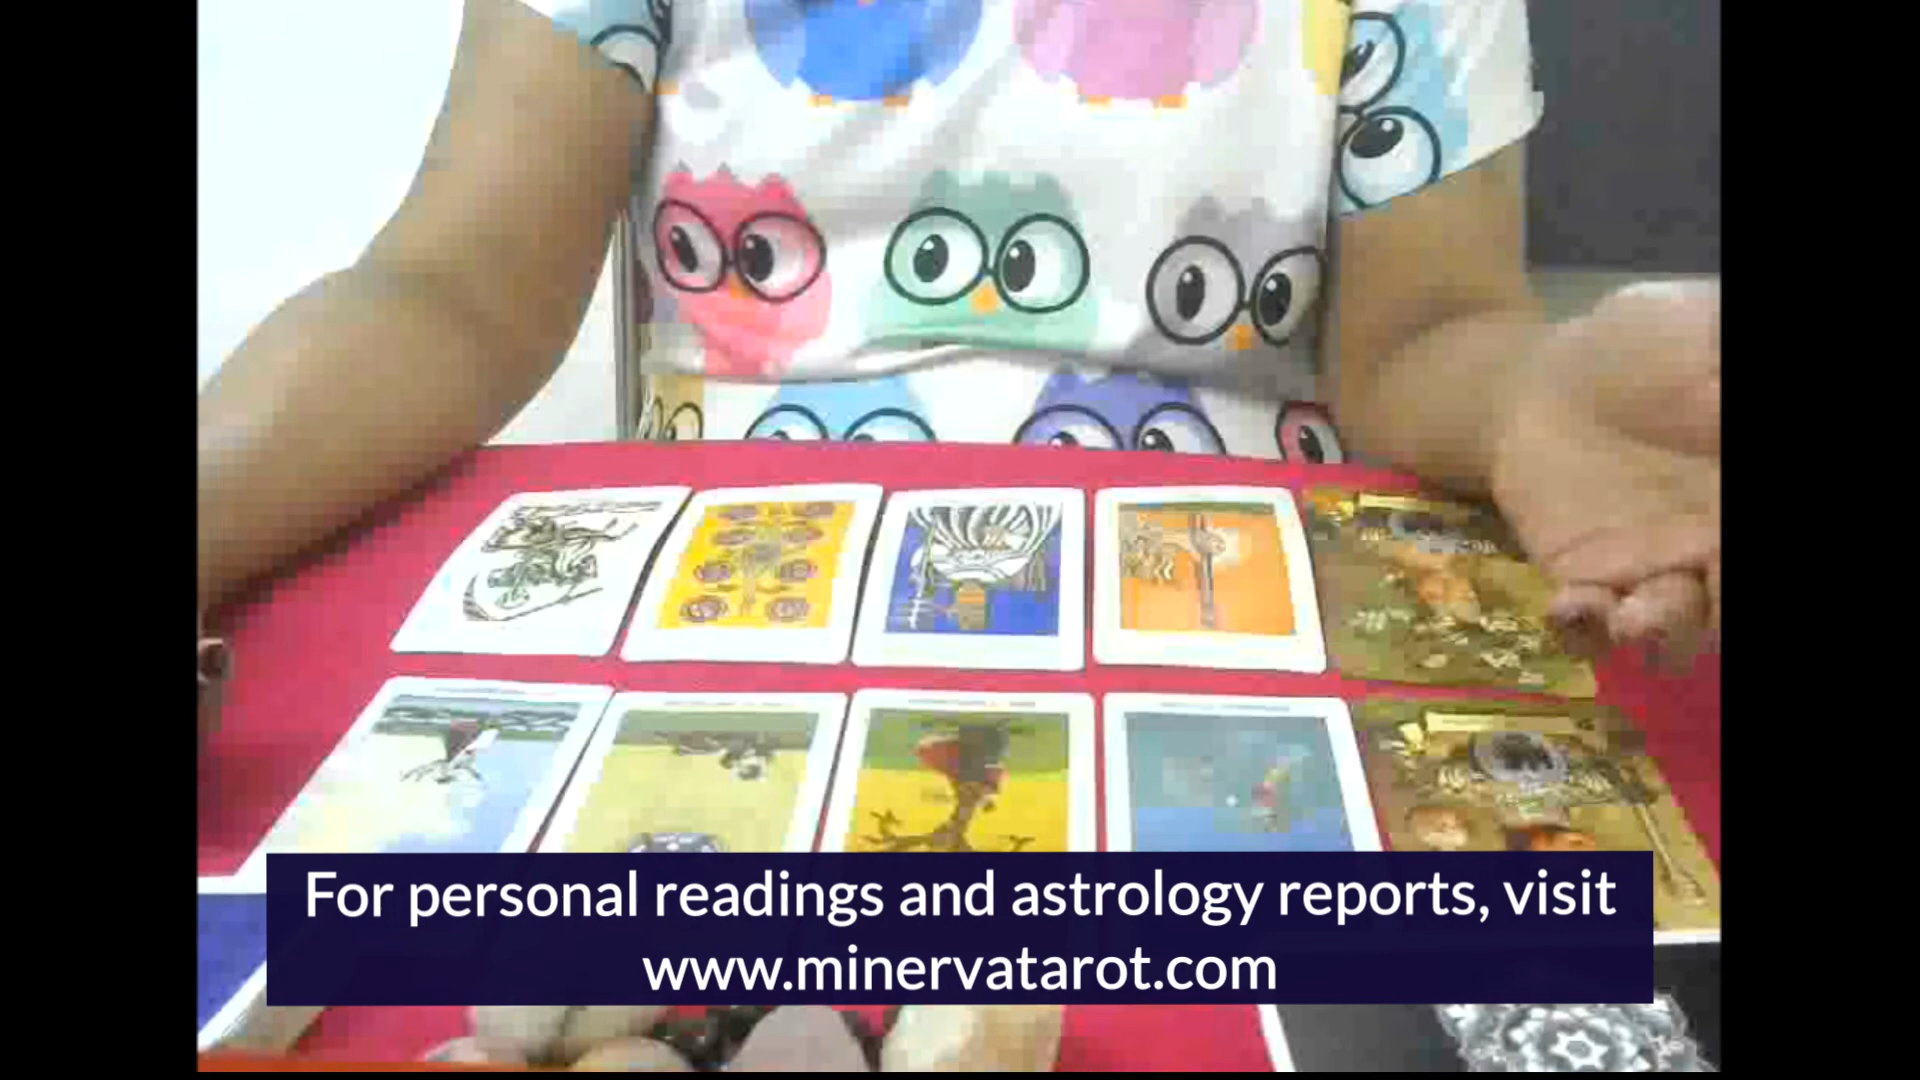 For personal readings and astrology reports, visit
www.minervatarot.com